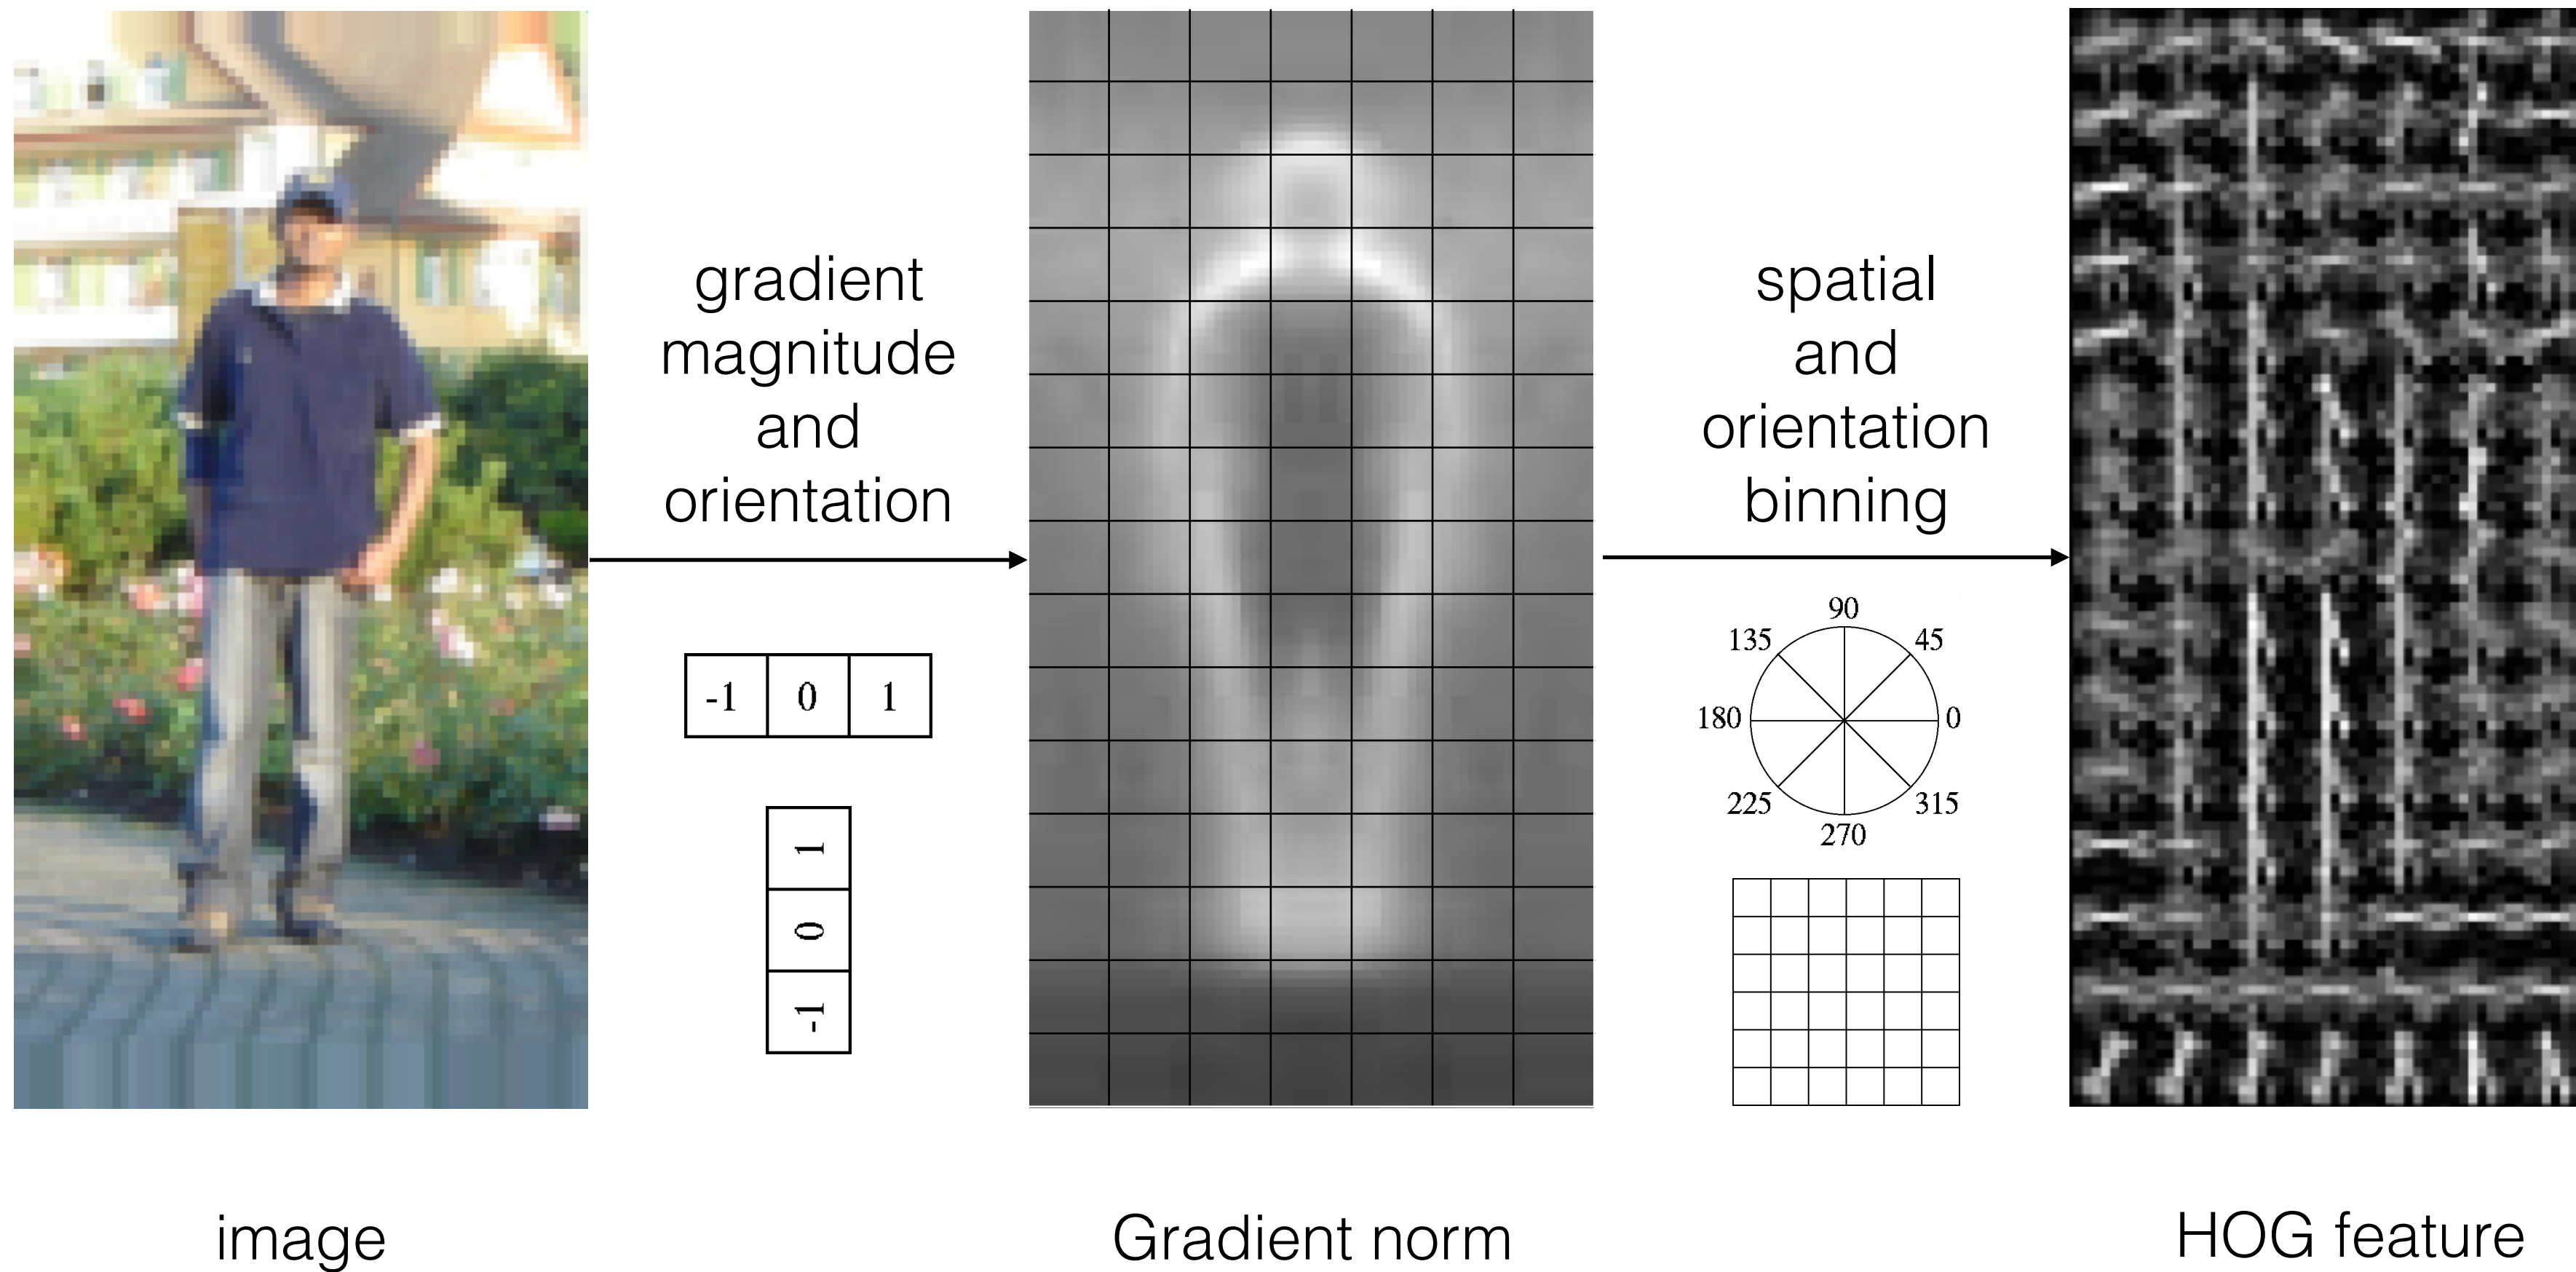 gradient
magnitude
and
orientation
-1 0 1
1
0
-1
spatial
and
orientation
binning
90
135 45
180 0
225 315
270
image
Gradient norm
HOG feature